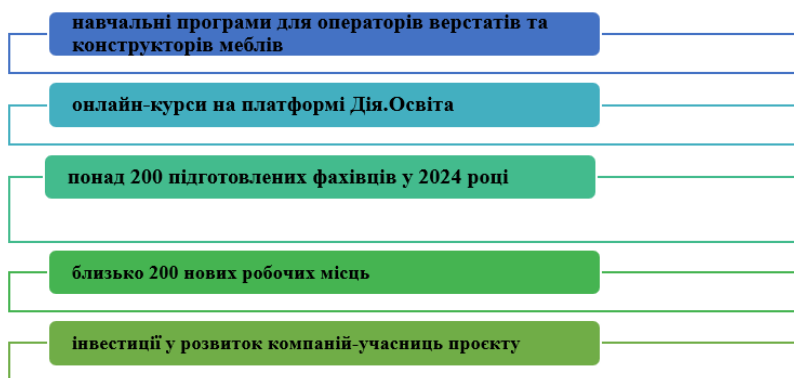 навчальні програми для операторів верстатів та
конструкторів меблів
онлайн-курси на платформі Дія.Освіта
понад 200 підготовлених фахівців у 2024 році
близько 200 нових робочих місць
інвестиції у розвиток компаній-учасниць проєкту